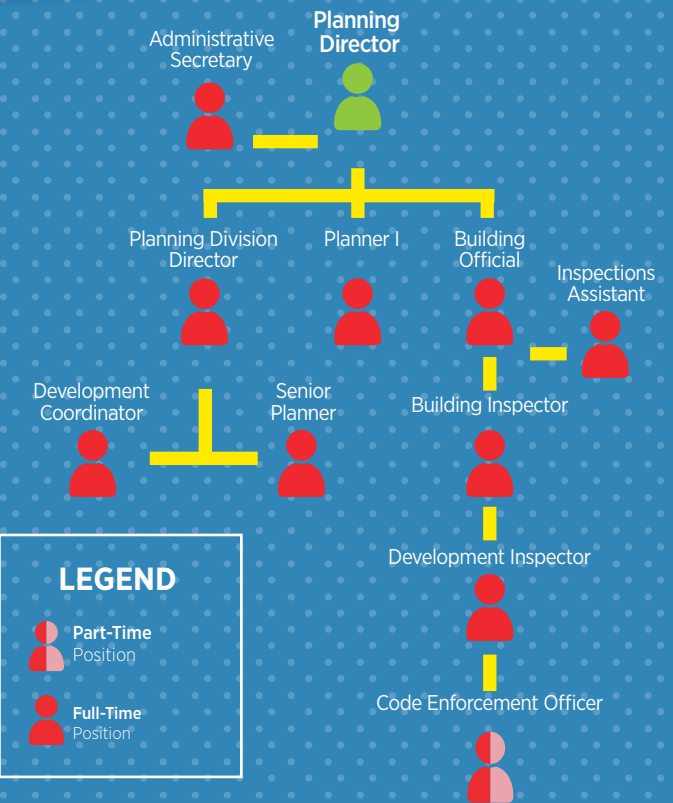 Administrative
Secretary
Planning
Director
Planning Division
Director
Planner I
Building
Official
Inspections
Assistant
Development
Coordinator
Senior
Planner
Building Inspector
Development Inspector
Code Enforcement Officer
LEGEND
Part-Time
Position
Full-Time
Position